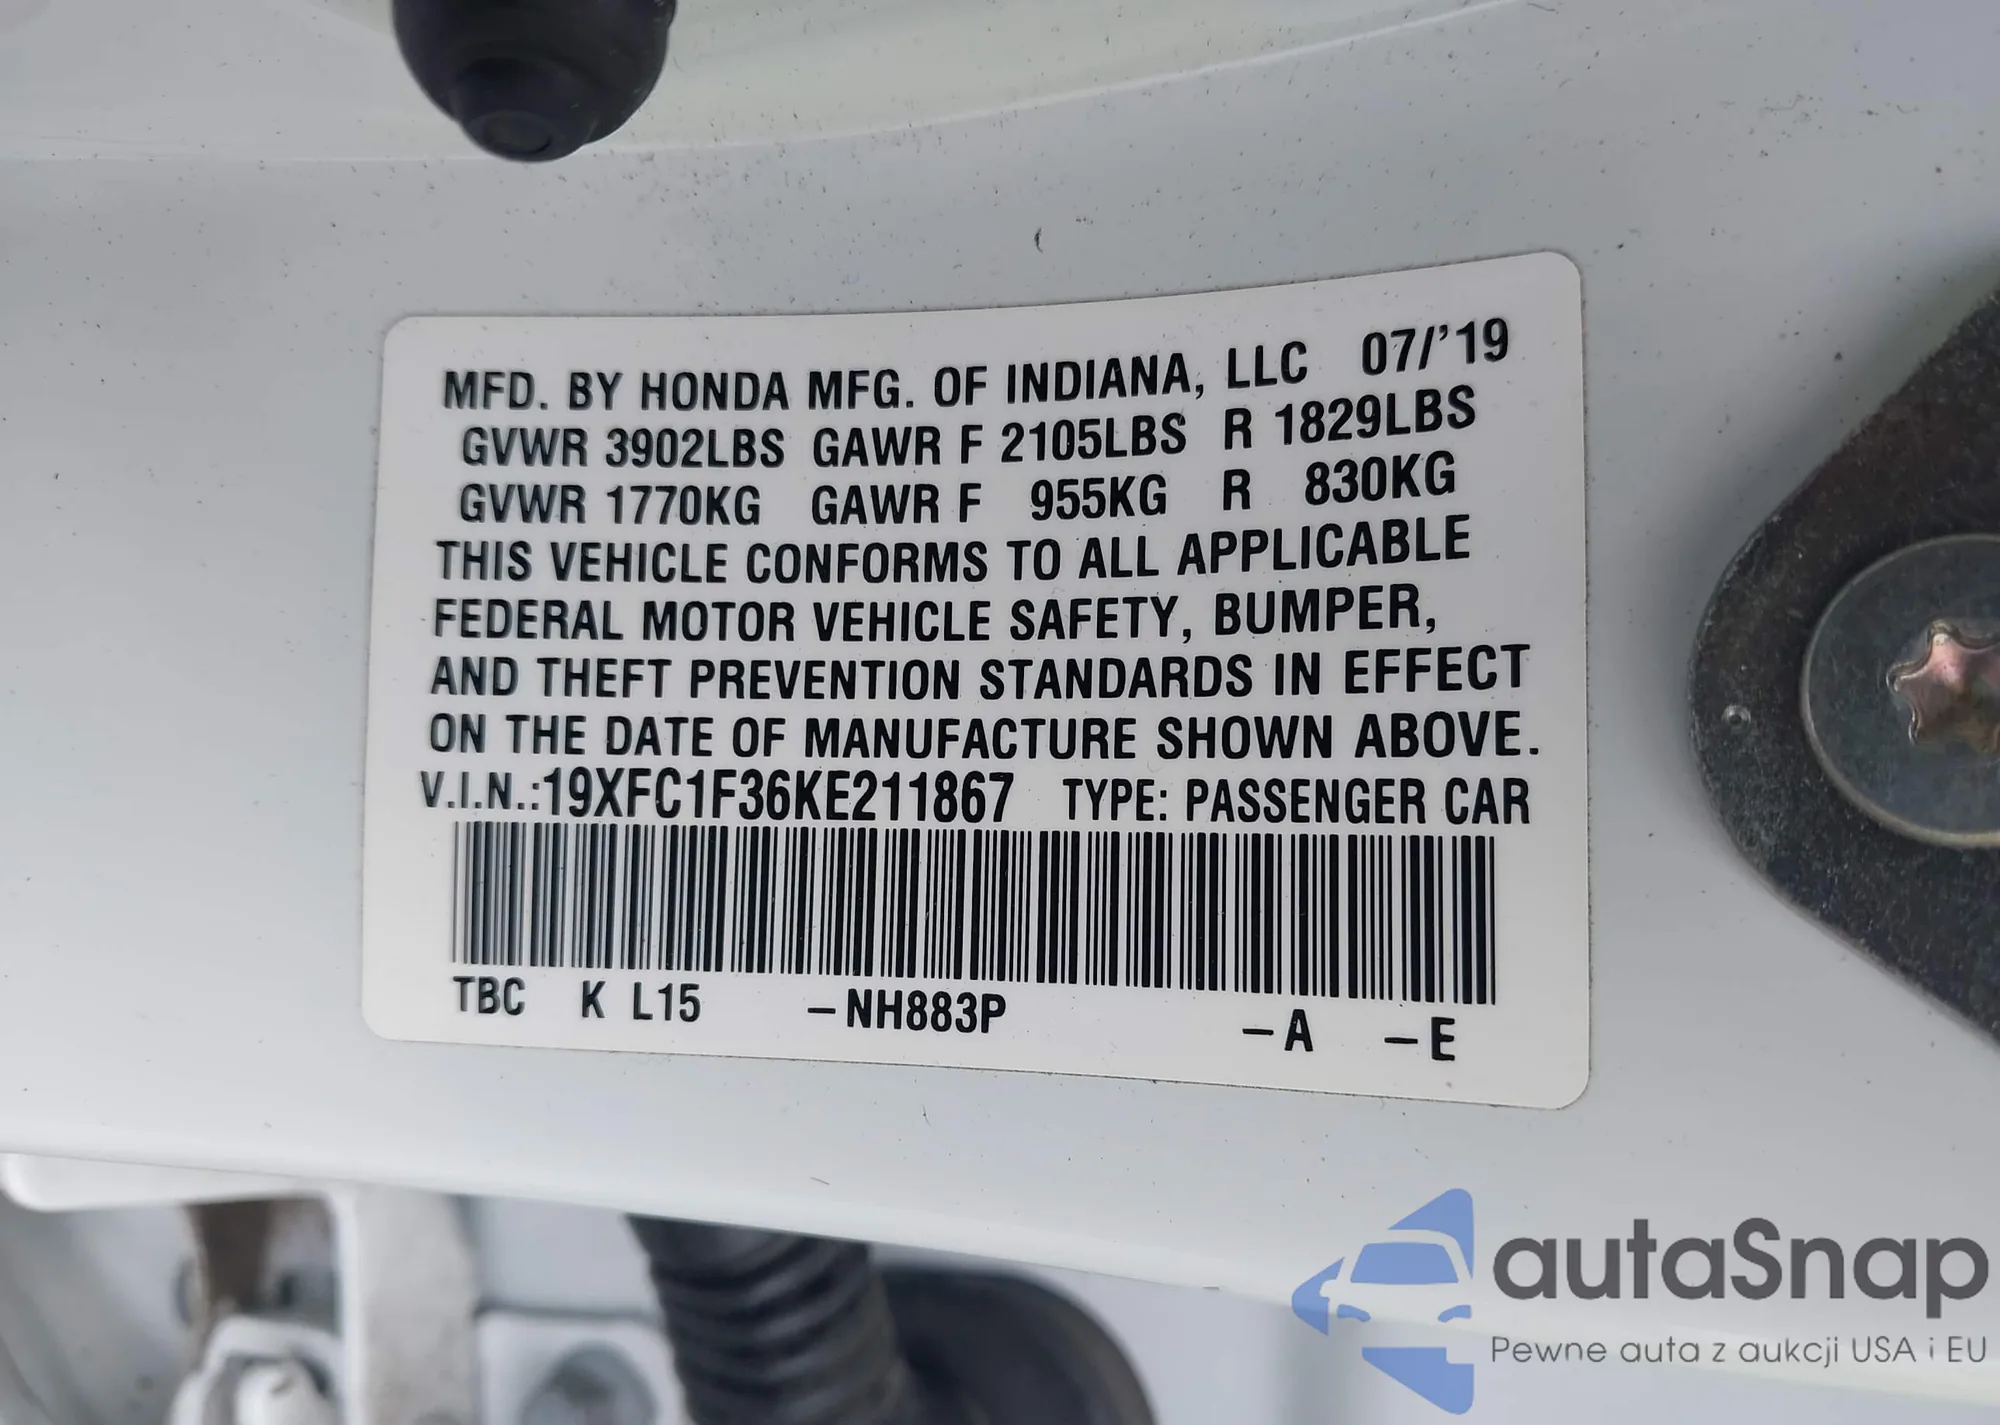 MFD. BY HONDA MFG. OF INDIANA, LLC 07/'19
GVWR 3902LBS GAWR F 2105LBS R 1829LBS
GVWR 1770KG GAWR F 955KG R 830KG
THIS VEHICLE CONFORMS TO ALL APPLICABLE
FEDERAL MOTOR VEHICLE SAFETY, BUMPER,
AND THEFT PREVENTION STANDARDS IN EFFECT
ON THE DATE OF MANUFACTURE SHOWN ABOVE.
V.I.N.:19XFC1F36KE211867 TYPE: PASSENGER CAR
TBC K L15 –NH883P –A –E
autaSnap
Pewne auta z aukcji USA i EU